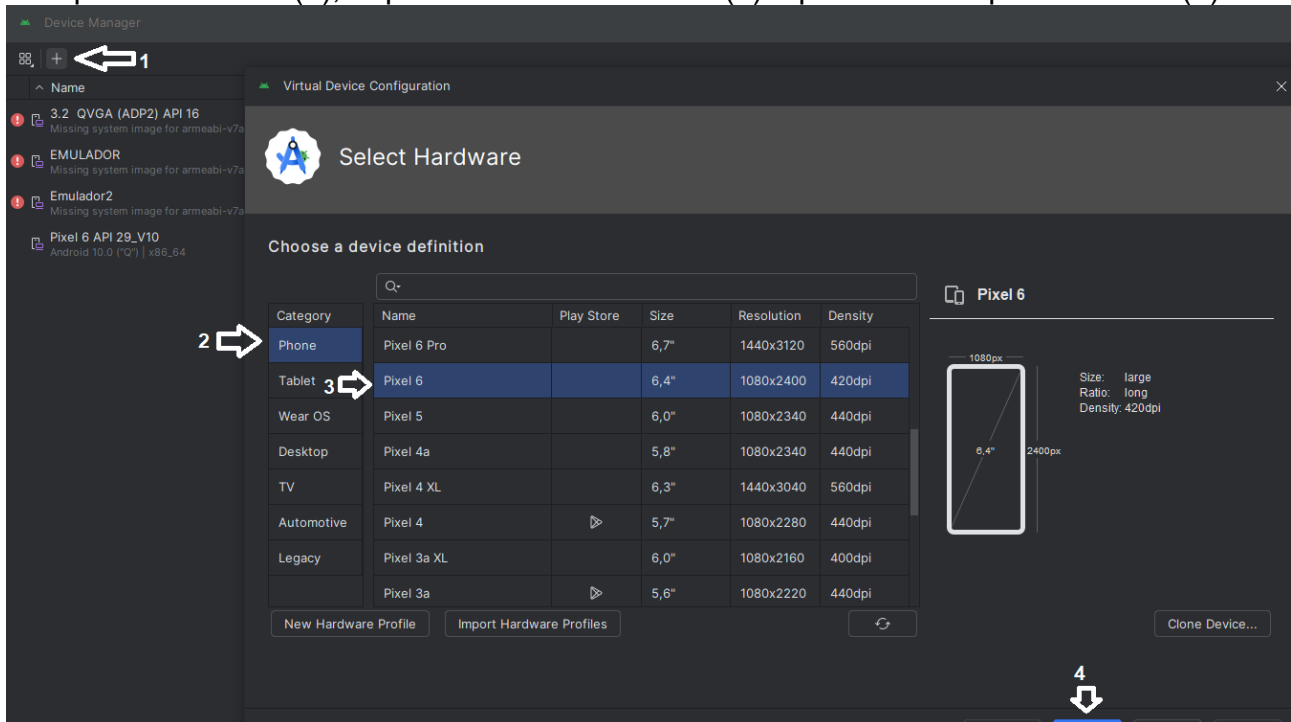 Device Manager
1
Name
Virtual Device Configuration
3.2 QVGA (ADP2) API 16
Missing system image for armeabi-v7a
EMULADOR
Missing system image for armeabi-v7a
Emulador2
Missing system image for armeabi-v7a
Pixel 6 API 29_V10
Android 10.0 ("Q") | x86_64
Select Hardware
Choose a device definition
Category Name Play Store Size Resolution Density
2 Phone Pixel 6 Pro 6,7" 1440x3120 560dpi
Tablet 3 Pixel 6 6,4" 1080x2400 420dpi
Wear OS Pixel 5 6,0" 1080x2340 440dpi
Desktop Pixel 4a 5,8" 1080x2340 440dpi
TV Pixel 4 XL 6,3" 1440x3040 560dpi
Automotive Pixel 4 5,7" 1080x2280 440dpi
Legacy Pixel 3a XL 6,0" 1080x2160 400dpi
Pixel 3a 5,6" 1080x2220 440dpi
New Hardware Profile Import Hardware Profiles
Pixel 6
1080px
Size: large
Ratio: long
Density: 420dpi
6,4" 2400px
Clone Device...
4